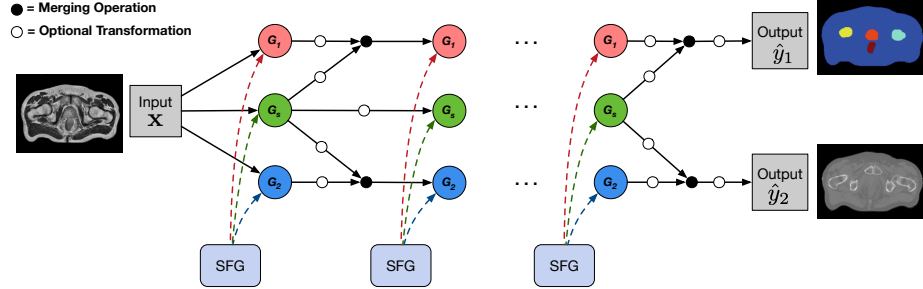 = Merging Operation
= Optional Transformation
G1 G1 ... G1 Output ŷ1
Input x Gs Gs ... Gs
G2 G2 ... G2 Output ŷ2
SFG SFG SFG